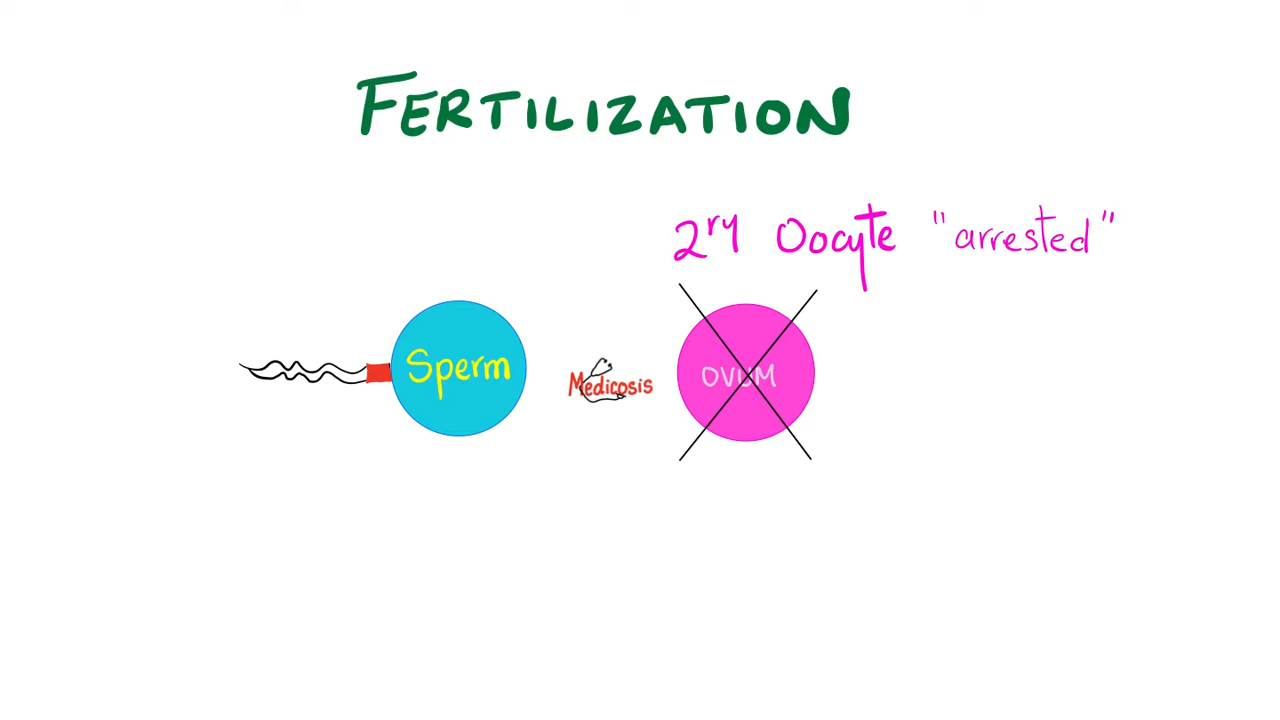 FERTILIZATION
2ry Oocyte "arrested"
Sperm
Medicosis
OVUM